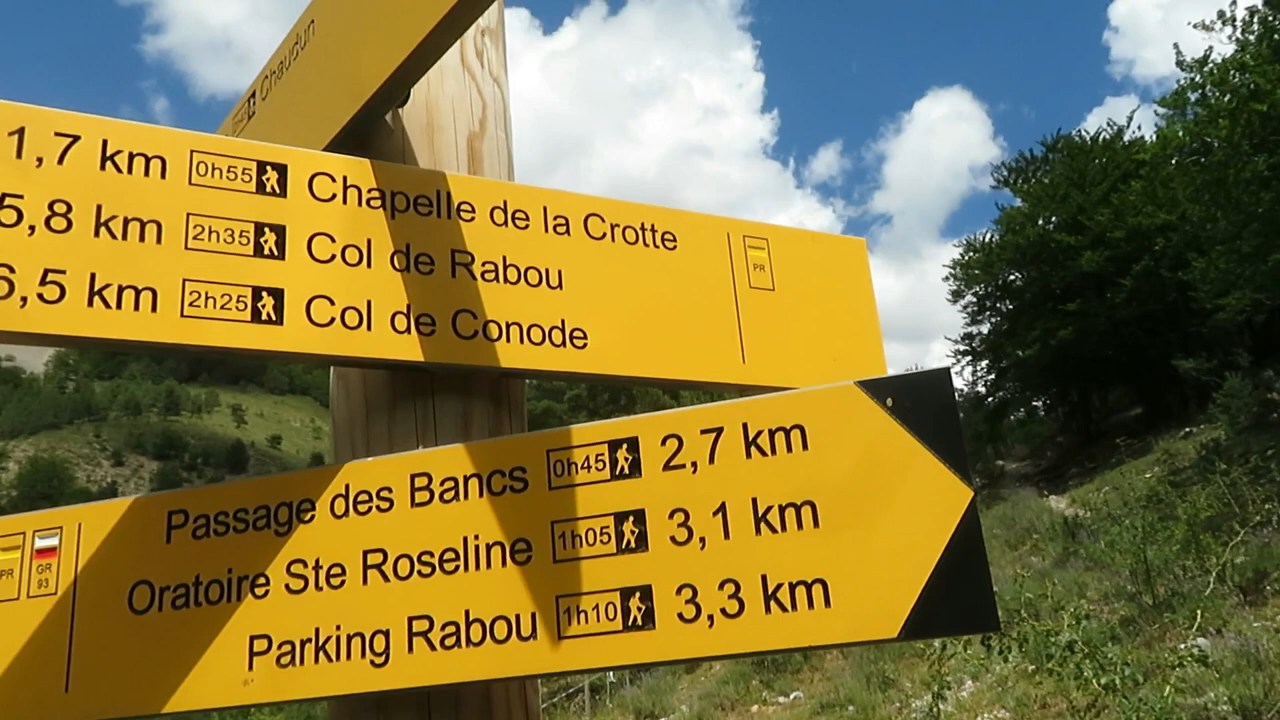 Chaudun
1,7 km 0h55 Chapelle de la Crotte
5,8 km 2h35 Col de Rabou
6,5 km 2h25 Col de Conode
PR
Passage des Bancs 0h45 2,7 km
Oratoire Ste Roseline 1h05 3,1 km
Parking Rabou 1h10 3,3 km
PR GR 93